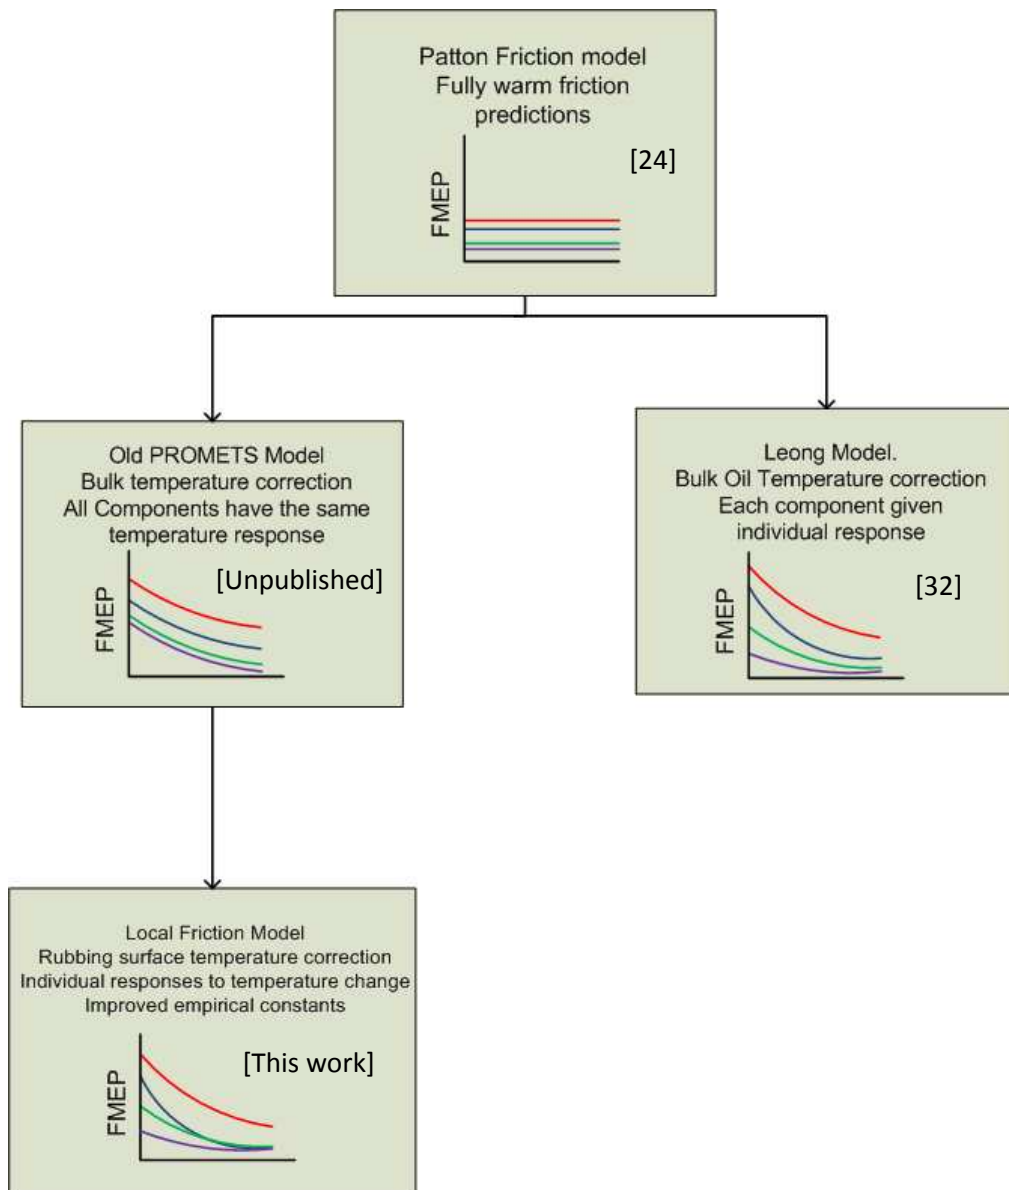 Patton Friction model
Fully warm friction
predictions
[24]
FMEP
Old PROMETS Model
Bulk temperature correction
All Components have the same
temperature response
[Unpublished]
FMEP
Leong Model.
Bulk Oil Temperature correction
Each component given
individual response
[32]
FMEP
Local Friction Model
Rubbing surface temperature correction
Individual responses to temperature change
Improved empirical constants
[This work]
FMEP